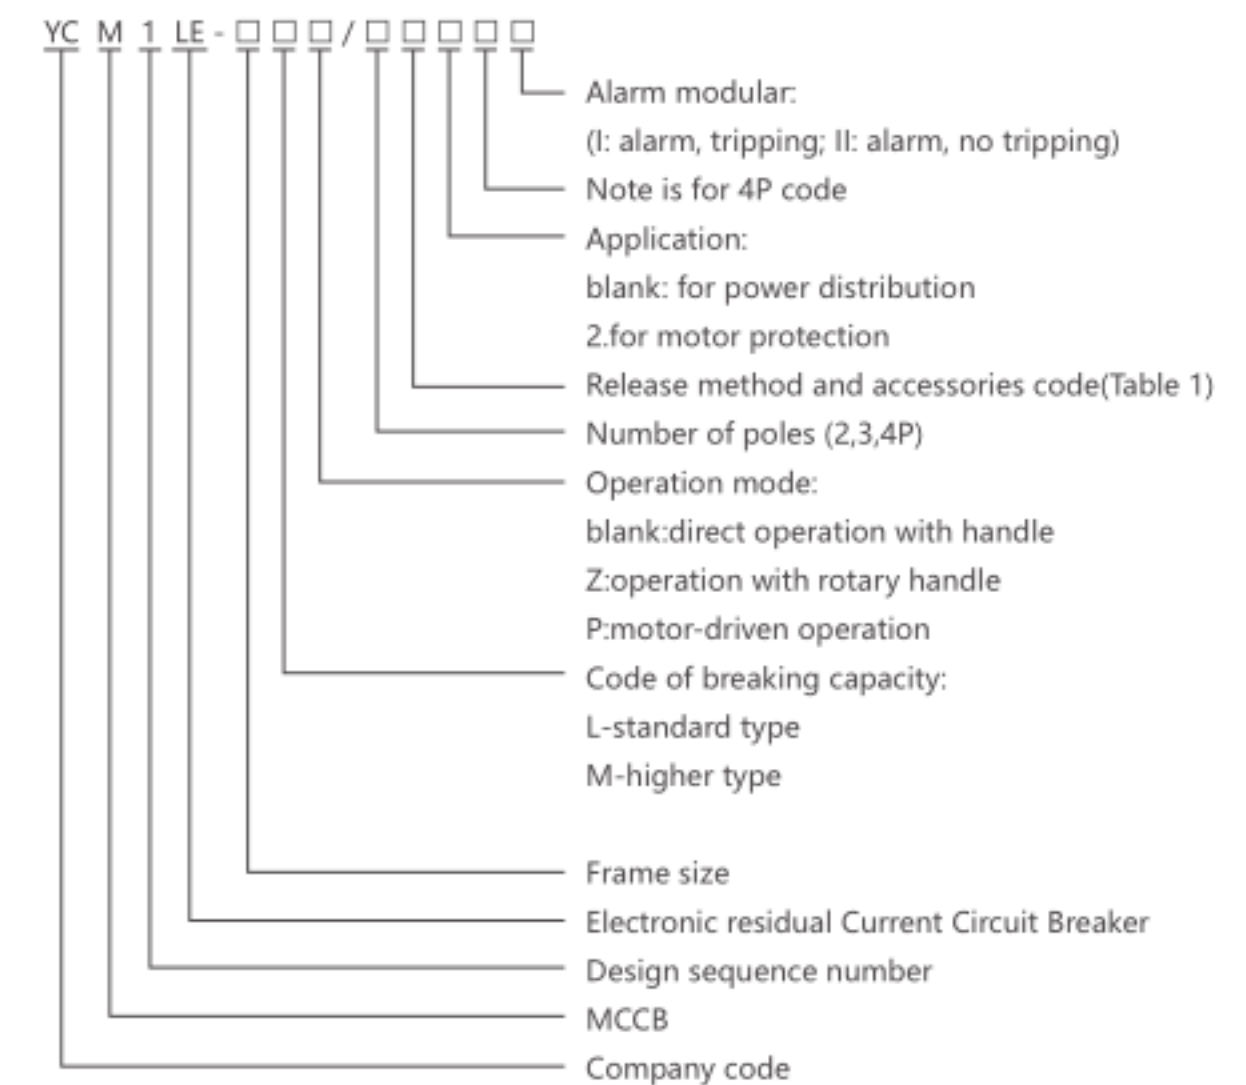 YC M 1 LE - □ □ □ / □ □ □ □ □
Alarm modular:
(I: alarm, tripping; II: alarm, no tripping)
Note is for 4P code
Application:
blank: for power distribution
2.for motor protection
Release method and accessories code(Table 1)
Number of poles (2,3,4P)
Operation mode:
blank:direct operation with handle
Z:operation with rotary handle
P:motor-driven operation
Code of breaking capacity:
L-standard type
M-higher type
Frame size
Electronic residual Current Circuit Breaker
Design sequence number
MCCB
Company code